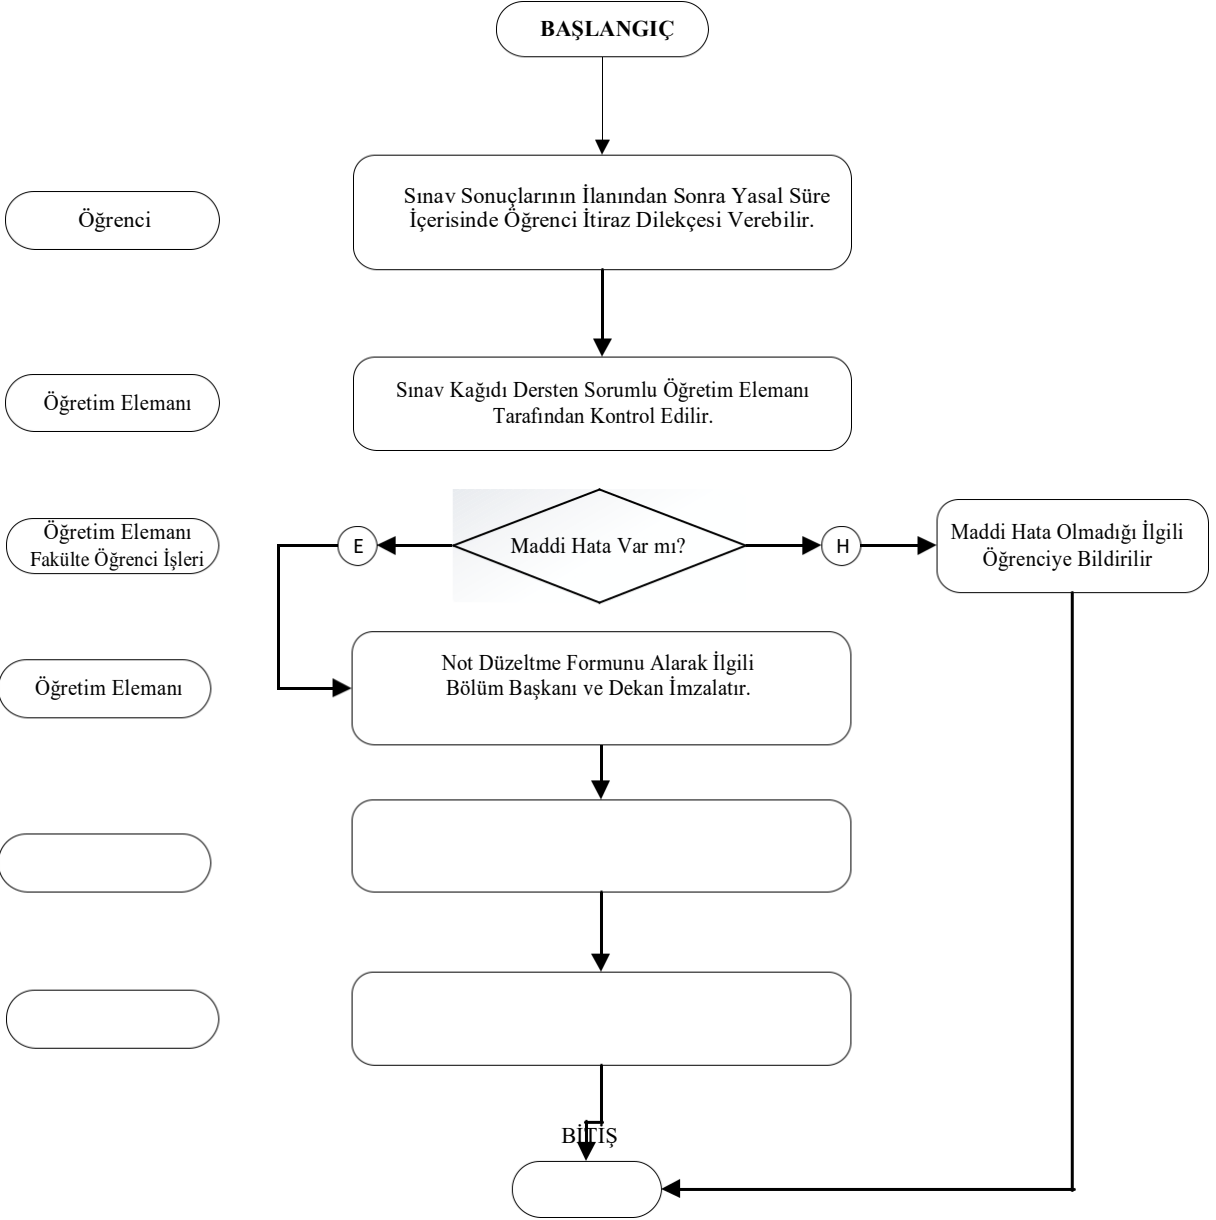 BAŞLANGIÇ
Öğrenci
Sınav Sonuçlarının İlanından Sonra Yasal Süre
İçerisinde Öğrenci İtiraz Dilekçesi Verebilir.
Öğretim Elemanı
Sınav Kağıdı Dersten Sorumlu Öğretim Elemanı
Tarafından Kontrol Edilir.
Öğretim Elemanı
Fakülte Öğrenci İşleri
E
Maddi Hata Var mı?
H
Maddi Hata Olmadığı İlgili
Öğrenciye Bildirilir
Öğretim Elemanı
Not Düzeltme Formunu Alarak İlgili
Bölüm Başkanı ve Dekan İmzalatır.
BİTİŞ